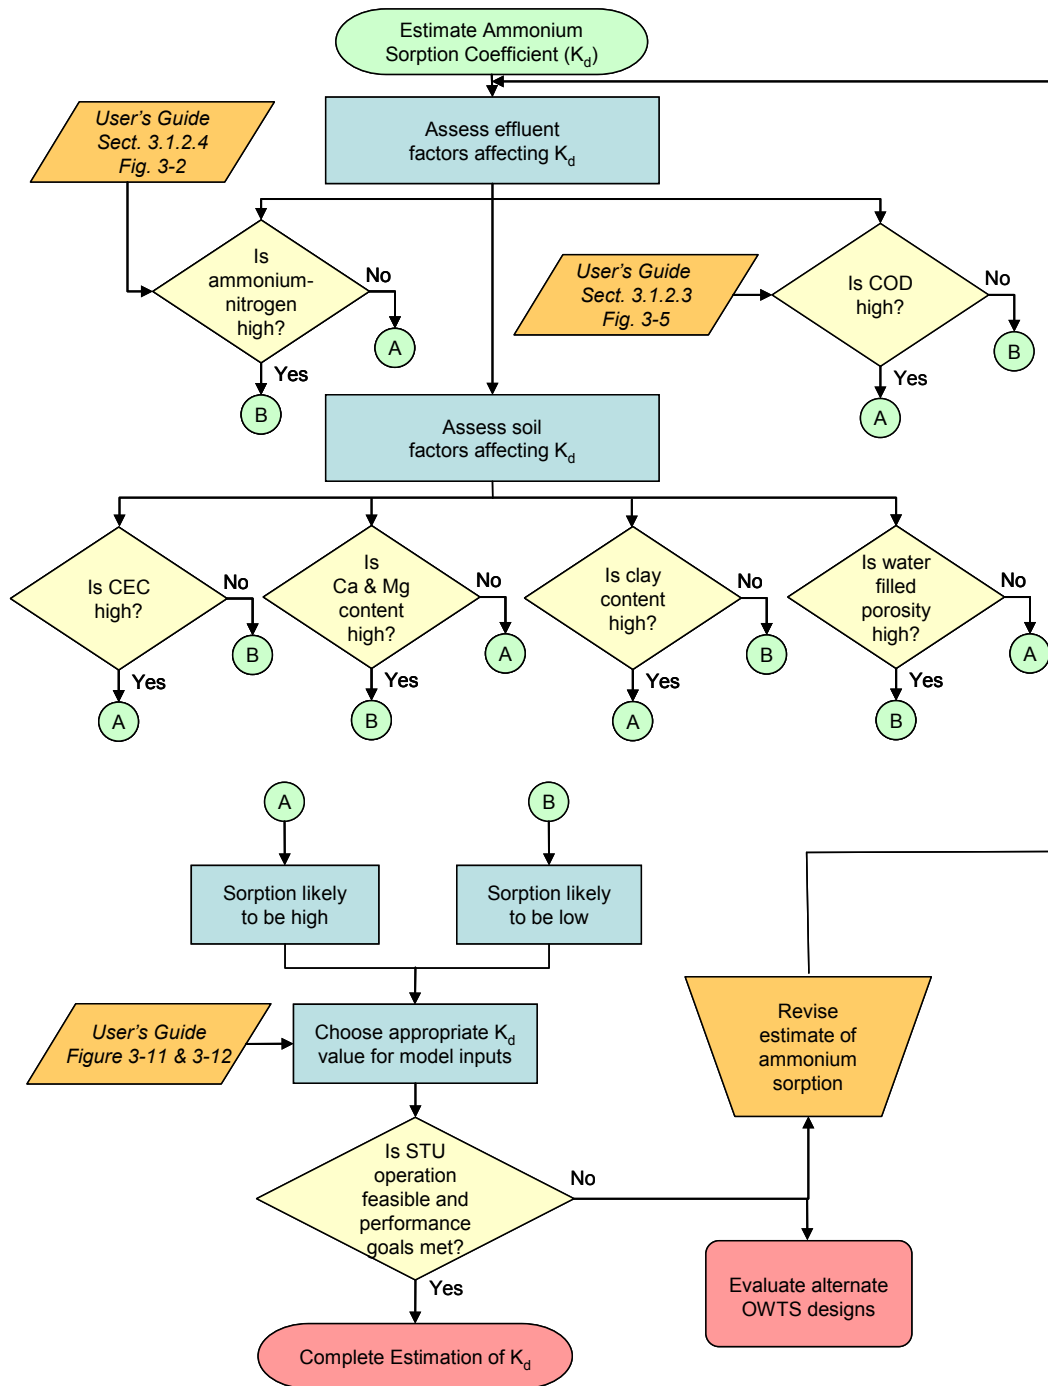 Estimate Ammonium
Sorption Coefficient (Kd)
Assess effluent
factors affecting Kd
User's Guide
Sect. 3.1.2.4
Fig. 3-2
Is
ammonium-
nitrogen
high?
No
A
Yes
B
User's Guide
Sect. 3.1.2.3
Fig. 3-5
Is COD
high?
No
B
Yes
A
Assess soil
factors affecting Kd
Is CEC
high?
No
B
Yes
A
Is
Ca & Mg
content
high?
No
A
Yes
B
Is clay
content
high?
No
B
Yes
A
Is water
filled
porosity
high?
No
A
Yes
B
A
B
Sorption likely
to be high
Sorption likely
to be low
User's Guide
Figure 3-11 & 3-12
Choose appropriate Kd
value for model inputs
Revise
estimate of
ammonium
sorption
Is STU
operation
feasible and
performance
goals met?
No
Yes
Evaluate alternate
OWTS designs
Complete Estimation of Kd